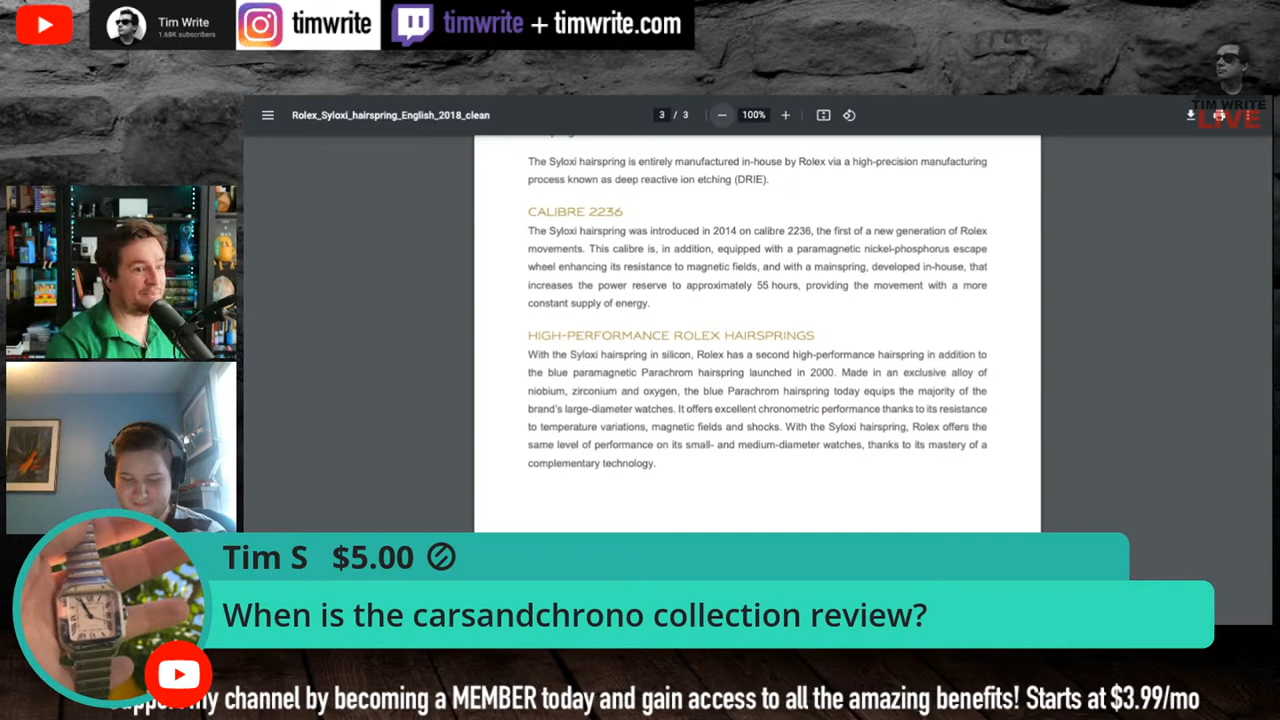 Tim Write
1.68K subscribers
timwrite
timwrite + timwrite.com
TIM WRITE
LIVE
Rolex_Syloxi_hairspring_English_2018_clean
3 / 3
100%
The Syloxi hairspring is entirely manufactured in-house by Rolex via a high-precision manufacturing
process known as deep reactive ion etching (DRIE).
CALIBRE 2236
The Syloxi hairspring was introduced in 2014 on calibre 2236, the first of a new generation of Rolex
movements. This calibre is, in addition, equipped with a paramagnetic nickel-phosphorus escape
wheel enhancing its resistance to magnetic fields, and with a mainspring, developed in-house, that
increases the power reserve to approximately 55 hours, providing the movement with a more
constant supply of energy.
HIGH-PERFORMANCE ROLEX HAIRSPRINGS
With the Syloxi hairspring in silicon, Rolex has a second high-performance hairspring in addition to
the blue paramagnetic Parachrom hairspring launched in 2000. Made in an exclusive alloy of
niobium, zirconium and oxygen, the blue Parachrom hairspring today equips the majority of the
brand's large-diameter watches. It offers excellent chronometric performance thanks to its resistance
to temperature variations, magnetic fields and shocks. With the Syloxi hairspring, Rolex offers the
same level of performance on its small- and medium-diameter watches, thanks to its mastery of a
complementary technology.
Tim S $5.00
When is the carsandchrono collection review?
my channel by becoming a MEMBER today and gain access to all the amazing benefits! Starts at $3.99/mo